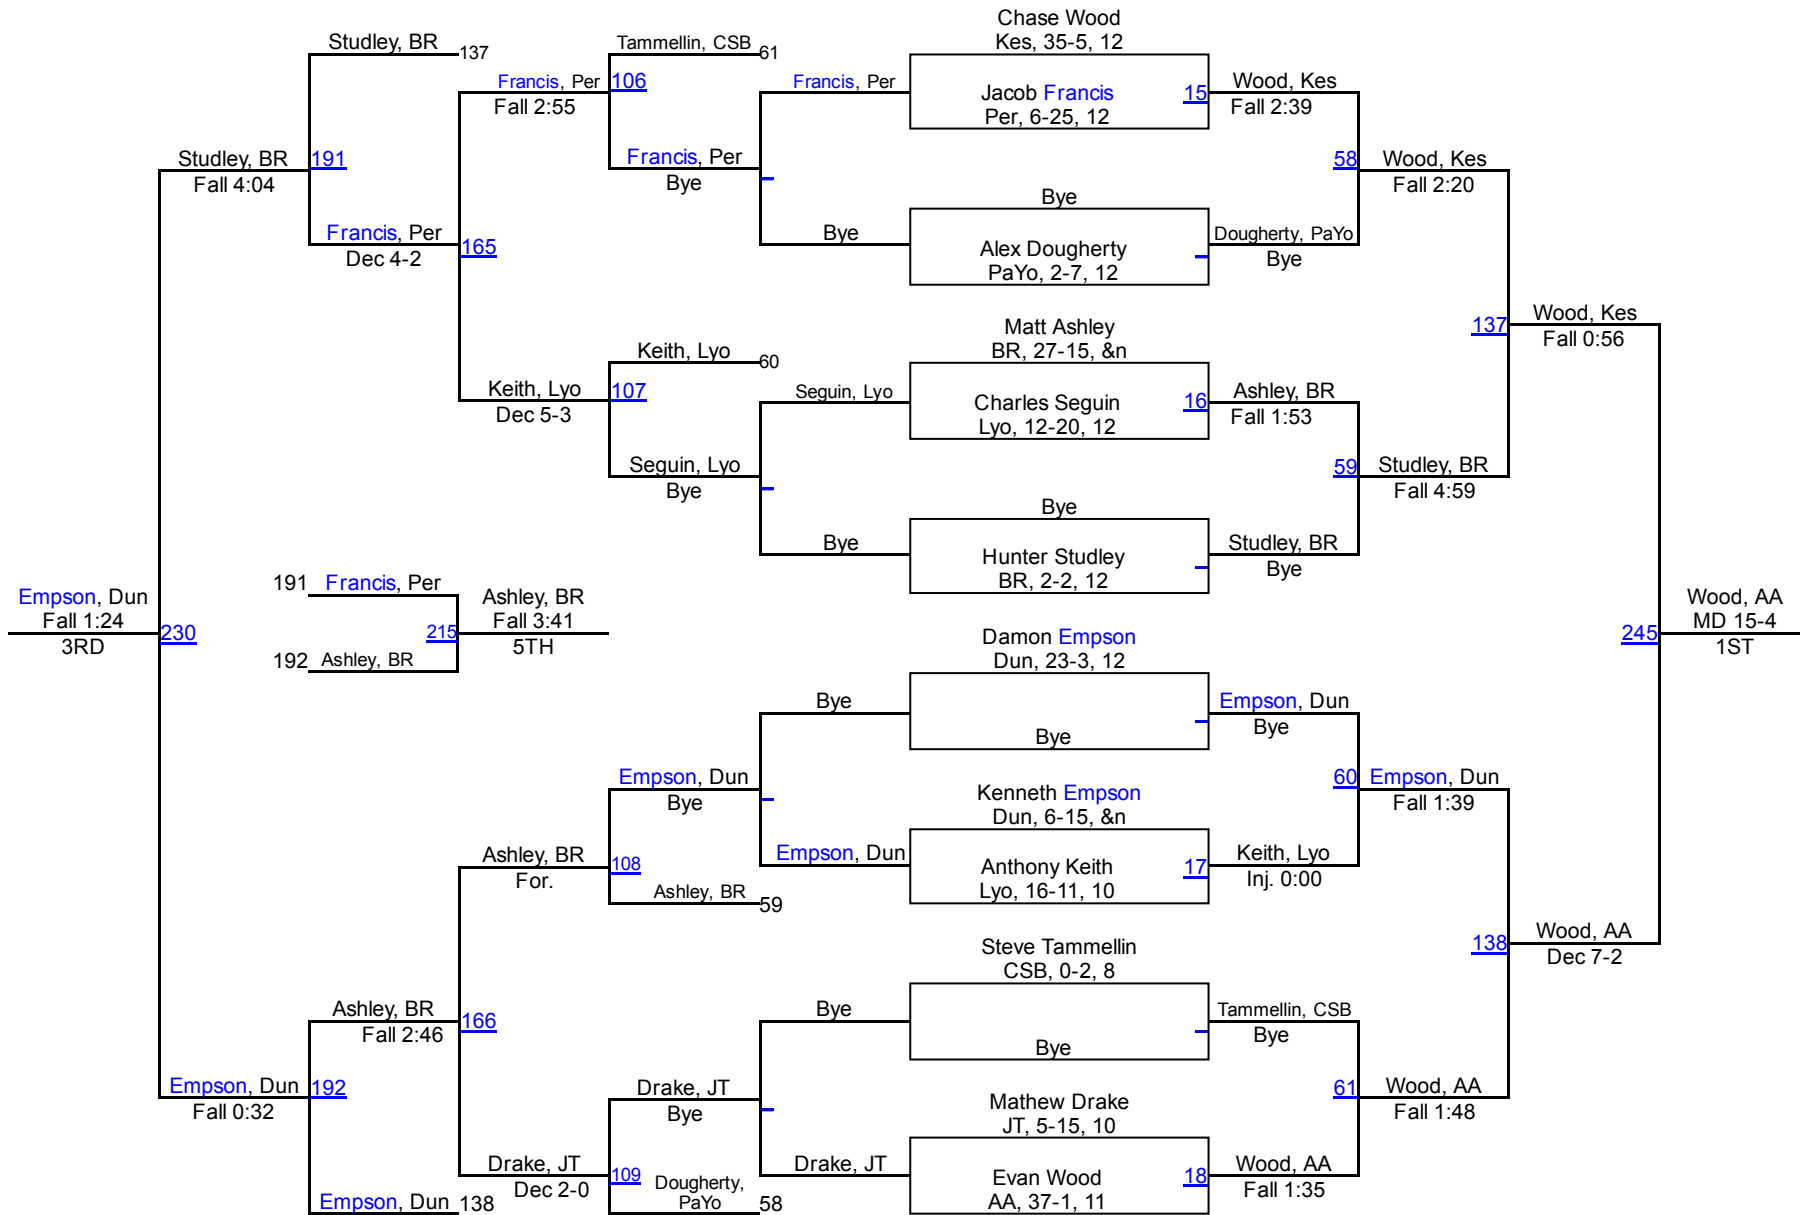 Studley, BR
137
Studley, BR
191
Fall 4:04
Francis, Per
Dec 4-2
165
Francis, Per
Fall 2:55
106
Tammellin, CSB
61
Francis, Per
Bye
Francis, Per
Bye
Keith, Lyo
Dec 5-3
107
Keith, Lyo
60
Seguin, Lyo
Bye
Seguin, Lyo
Bye
Chase Wood
Kes, 35-5, 12
Jacob Francis
Per, 6-25, 12
15
Wood, Kes
Fall 2:39
Bye
Alex Dougherty
PaYo, 2-7, 12
Dougherty, PaYo
Bye
58
Wood, Kes
Fall 2:20
Matt Ashley
BR, 27-15, &n
Charles Seguin
Lyo, 12-20, 12
16
Ashley, BR
Fall 1:53
Bye
Hunter Studley
BR, 2-2, 12
Studley, BR
Bye
59
Studley, BR
Fall 4:59
137
Wood, Kes
Fall 0:56
Empson, Dun
Fall 1:24
3RD
230
191
Francis, Per
192
Ashley, BR
215
Ashley, BR
Fall 3:41
5TH
245
Wood, AA
MD 15-4
1ST
Damon Empson
Dun, 23-3, 12
Bye
Bye
Empson, Dun
Bye
Kenneth Empson
Dun, 6-15, &n
Anthony Keith
Lyo, 16-11, 10
17
Empson, Dun
Keith, Lyo
Inj. 0:00
60
Empson, Dun
Fall 1:39
Empson, Dun
Bye
Ashley, BR
For.
108
Ashley, BR
59
Steve Tammellin
CSB, 0-2, 8
Bye
Bye
Tammellin, CSB
Bye
Mathew Drake
JT, 5-15, 10
Evan Wood
AA, 37-1, 11
18
Drake, JT
Wood, AA
Fall 1:35
61
Wood, AA
Fall 1:48
138
Wood, AA
Dec 7-2
Ashley, BR
Fall 2:46
166
Empson, Dun
Fall 0:32
192
Drake, JT
Bye
Drake, JT
Dec 2-0
109
Dougherty,
PaYo
58
Empson, Dun
138